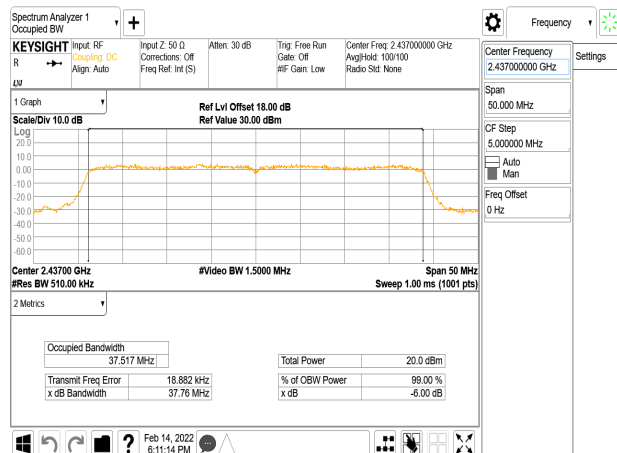 Spectrum Analyzer 1
Occupied BW
Frequency
KEYSIGHT
R
Input: RF
Coupling: DC
Align: Auto
Input Z: 50 Ω
Corrections: Off
Freq Ref: Int (S)
Atten: 30 dB
Trig: Free Run
Gate: Off
#IF Gain: Low
Center Freq: 2.437000000 GHz
Avg|Hold: 100/100
Radio Std: None
Center Frequency
2.437000000 GHz
Settings
Span
50.000 MHz
CF Step
5.000000 MHz
Auto
Man
Freq Offset
0 Hz
1 Graph
Scale/Div 10.0 dB
Ref Lvl Offset 18.00 dB
Ref Value 30.00 dBm
Log
20.0
10.0
0.00
-10.0
-20.0
-30.0
-40.0
-50.0
-60.0
Center 2.43700 GHz
#Video BW 1.5000 MHz
Span 50 MHz
#Res BW 510.00 kHz
Sweep 1.00 ms (1001 pts)
2 Metrics
Occupied Bandwidth
37.517 MHz
Total Power 20.0 dBm
Transmit Freq Error 18.882 kHz
% of OBW Power 99.00 %
x dB Bandwidth 37.76 MHz
x dB -6.00 dB
?
Feb 14, 2022
6:11:14 PM